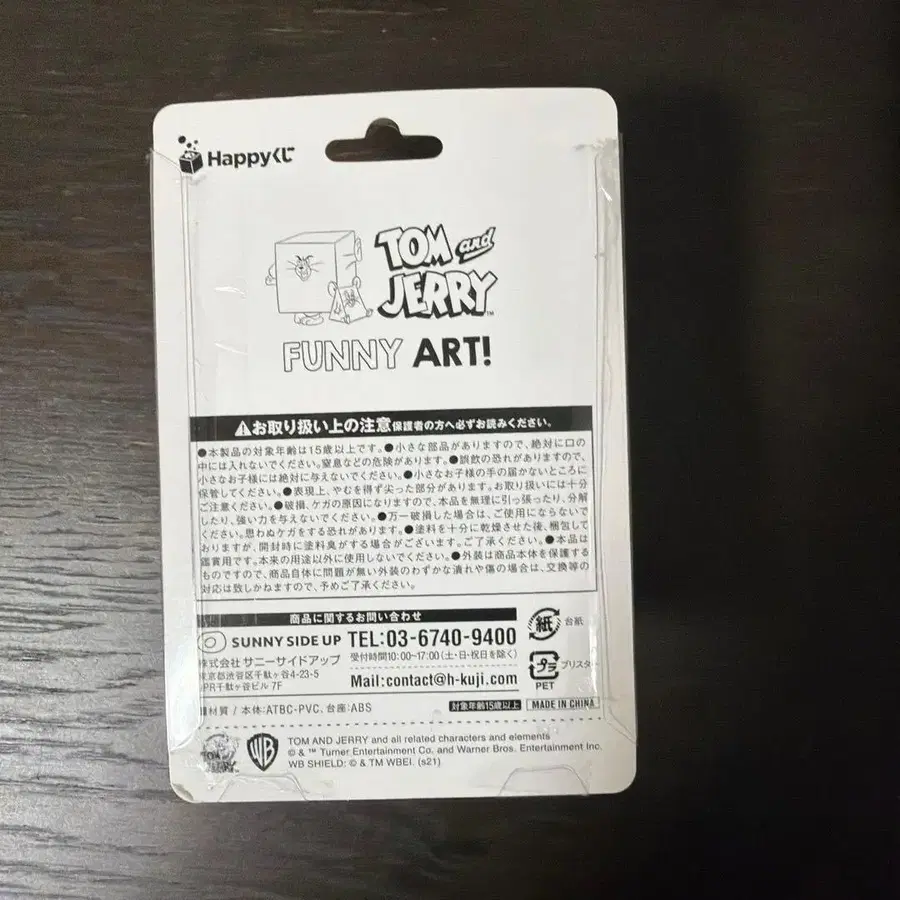 Happyくじ
TOM and
JERRY™
FUNNY ART!
⚠お取り扱い上の注意 保護者の方へ必ずお読みください。
●本製品の対象年齢は15歳以上です。●小さな部品がありますので、絶対に口の
中には入れないでください。窒息などの危険があります。●誤飲の恐れがありますので、
小さなお子様には絶対に与えないでください。●小さなお子様の手の届かないところに
保管してください。●表現上、やむを得ず尖った部分があります。お取り扱いには十分
ご注意ください。●破損、ケガの原因になりますので、本品を無理に引っ張ったり、分解
したり、強い力を与えないでください。●万一破損した場合は、ご使用にならないで
ください。思わぬケガをする恐れがあります。●塗料を十分に乾燥させた後、梱包して
おりますが、開封時に塗料臭がする場合がございます。ご了承ください。●本品は
鑑賞用です。本来の用途以外に使用しないでください。●外装は商品本体を保護する
ものですので、商品自体に問題が無い外装のわずかな潰れや傷の場合は、交換等の
対応は致しかねますので、予めご了承ください。
商品に関するお問い合わせ
SUNNY SIDE UP
株式会社 サニーサイドアップ
東京都渋谷区千駄ヶ谷4-23-5
JPR千駄ヶ谷ビル 7F
TEL:03-6740-9400
受付時間10:00~17:00(土・日・祝日を除く)
Mail:contact@h-kuji.com
紙 台紙
プラ ブリスター
PET
材質 / 本体:ATBC-PVC、台座:ABS
対象年齢15歳以上
MADE IN CHINA
TOM and JERRY
WB
TOM AND JERRY and all related characters and elements
© & ™ Turner Entertainment Co. and Warner Bros. Entertainment Inc.
WB SHIELD: © & TM WBEI. (s21)